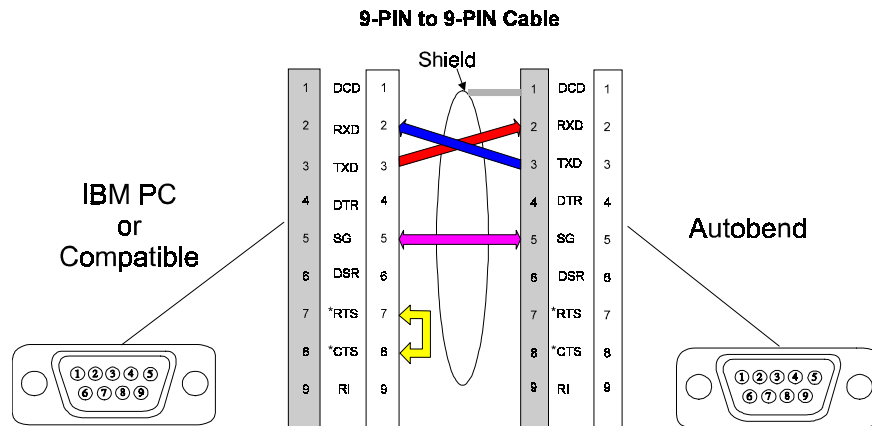 9-PIN to 9-PIN Cable
Shield
1 DCD 1
2 RXD 2
3 TXD 3
4 DTR 4
5 SG 5
6 DSR 6
7 *RTS 7
8 *CTS 8
9 RI 9
1 DCD 1
2 RXD 2
3 TXD 3
4 DTR 4
5 SG 5
6 DSR 6
7 *RTS 7
8 *CTS 8
9 RI 9
IBM PC
or
Compatible
Autobend
1 2 3 4 5
6 7 8 9
1 2 3 4 5
6 7 8 9